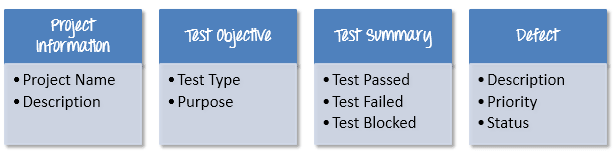 Project
Information
• Project Name
• Description
Test Objective
• Test Type
• Purpose
Test Summary
• Test Passed
• Test Failed
• Test Blocked
Defect
• Description
• Priority
• Status